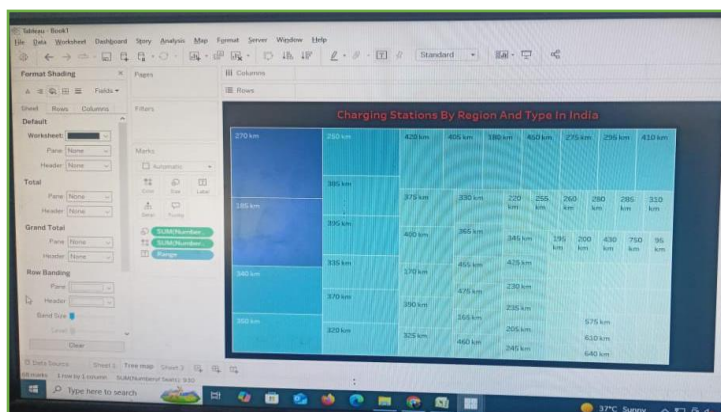 Tableau - Book1
File Data Worksheet Dashboard Story Analysis Map Format Server Window Help
Standard
Format Shading
Fields
Sheet Rows Columns
Default
Worksheet:
Pane None
Header None
Total
Pane None
Header None
Grand Total
Pane None
Header None
Row Banding
Pane
Header
Band Size
Level
Clear
Pages
Filters
Marks
Automatic
Color Size Label
Detail Tooltip
SUM(Number..
SUM(Number..
Range
Columns
Rows
Charging Stations By Region And Type In India
270 km 250 km 420 km 405 km 180 km 450 km 275 km 295 km 410 km
385 km
185 km 375 km 330 km 220 km 255 km 260 km 280 km 285 km 310 km
395 km 400 km 365 km 345 km 195 km 200 km 430 km 750 km 95 km
340 km 335 km 170 km 455 km 425 km
370 km 390 km 475 km 230 km
235 km
350 km 320 km 325 km 460 km 205 km 575 km
610 km
245 km 640 km
Data Source Sheet 1 Tree map Sheet 3
1 row by 1 column
Type here to search
37°C Sunny